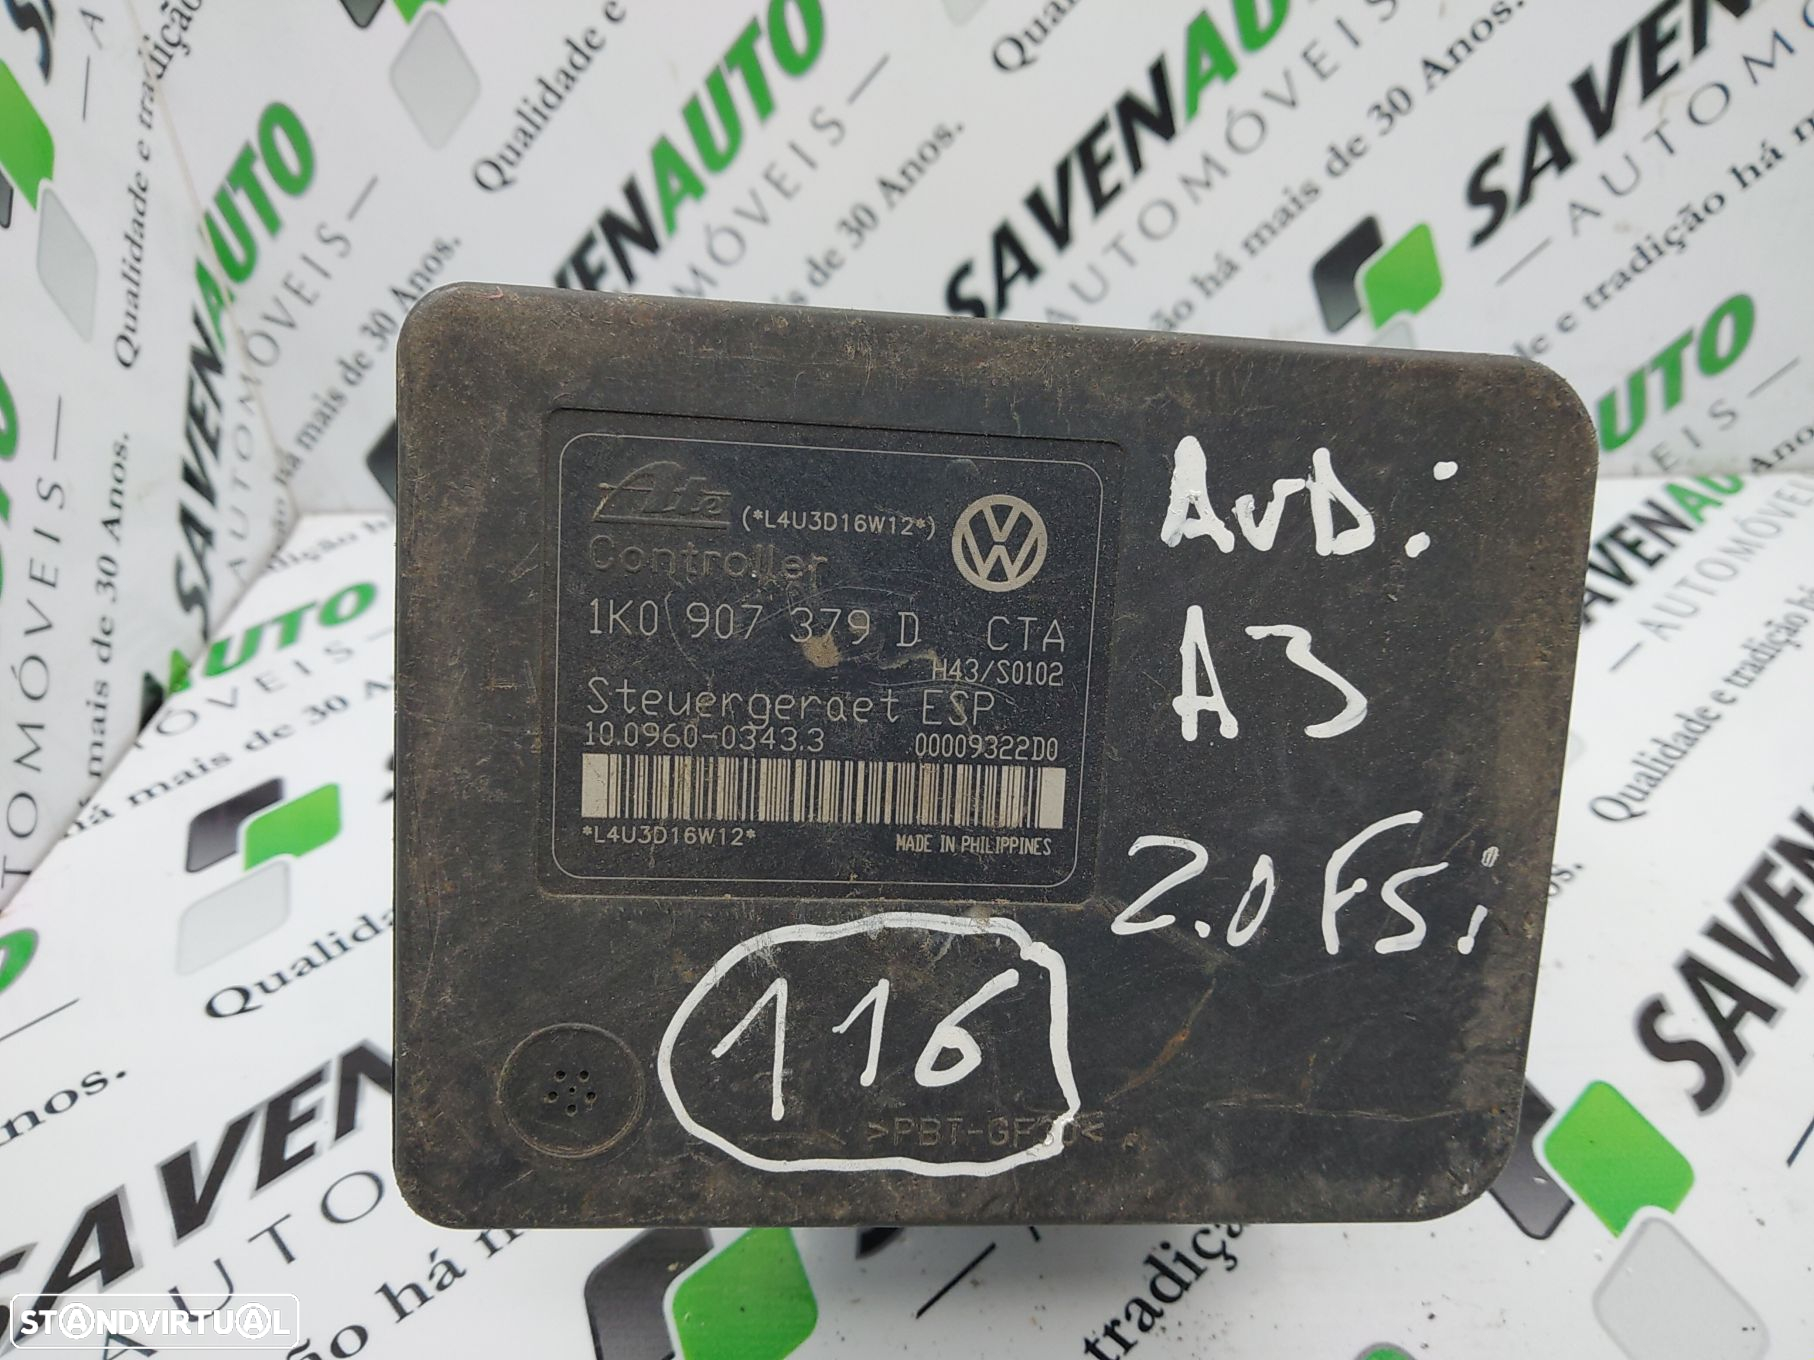 Ate (*L4U3D16W12*)
Controller
1K0 907 379 D CTA
H43/S0102
Steuergeraet ESP
10.0960-0343.3 00009322D0
*L4U3D16W12* MADE IN PHILIPPINES
AUDi
A3
2.0 FSi
116
>PBT-GF30<
SAVENAUTO
AUTOMÓVEIS
Qualidade e tradição há mais de 30 Anos.
STANDVIRTUAL